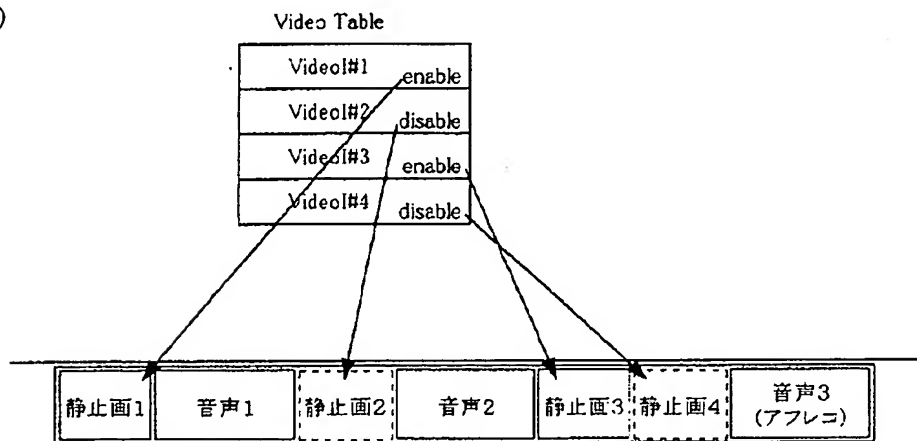 )
Video Table
VideoI#1 enable
VideoI#2 disable
VideoI#3 enable
VideoI#4 disable
静止画1 音声1 静止画2 音声2 静止画3 静止画4 音声3
(アフレコ)